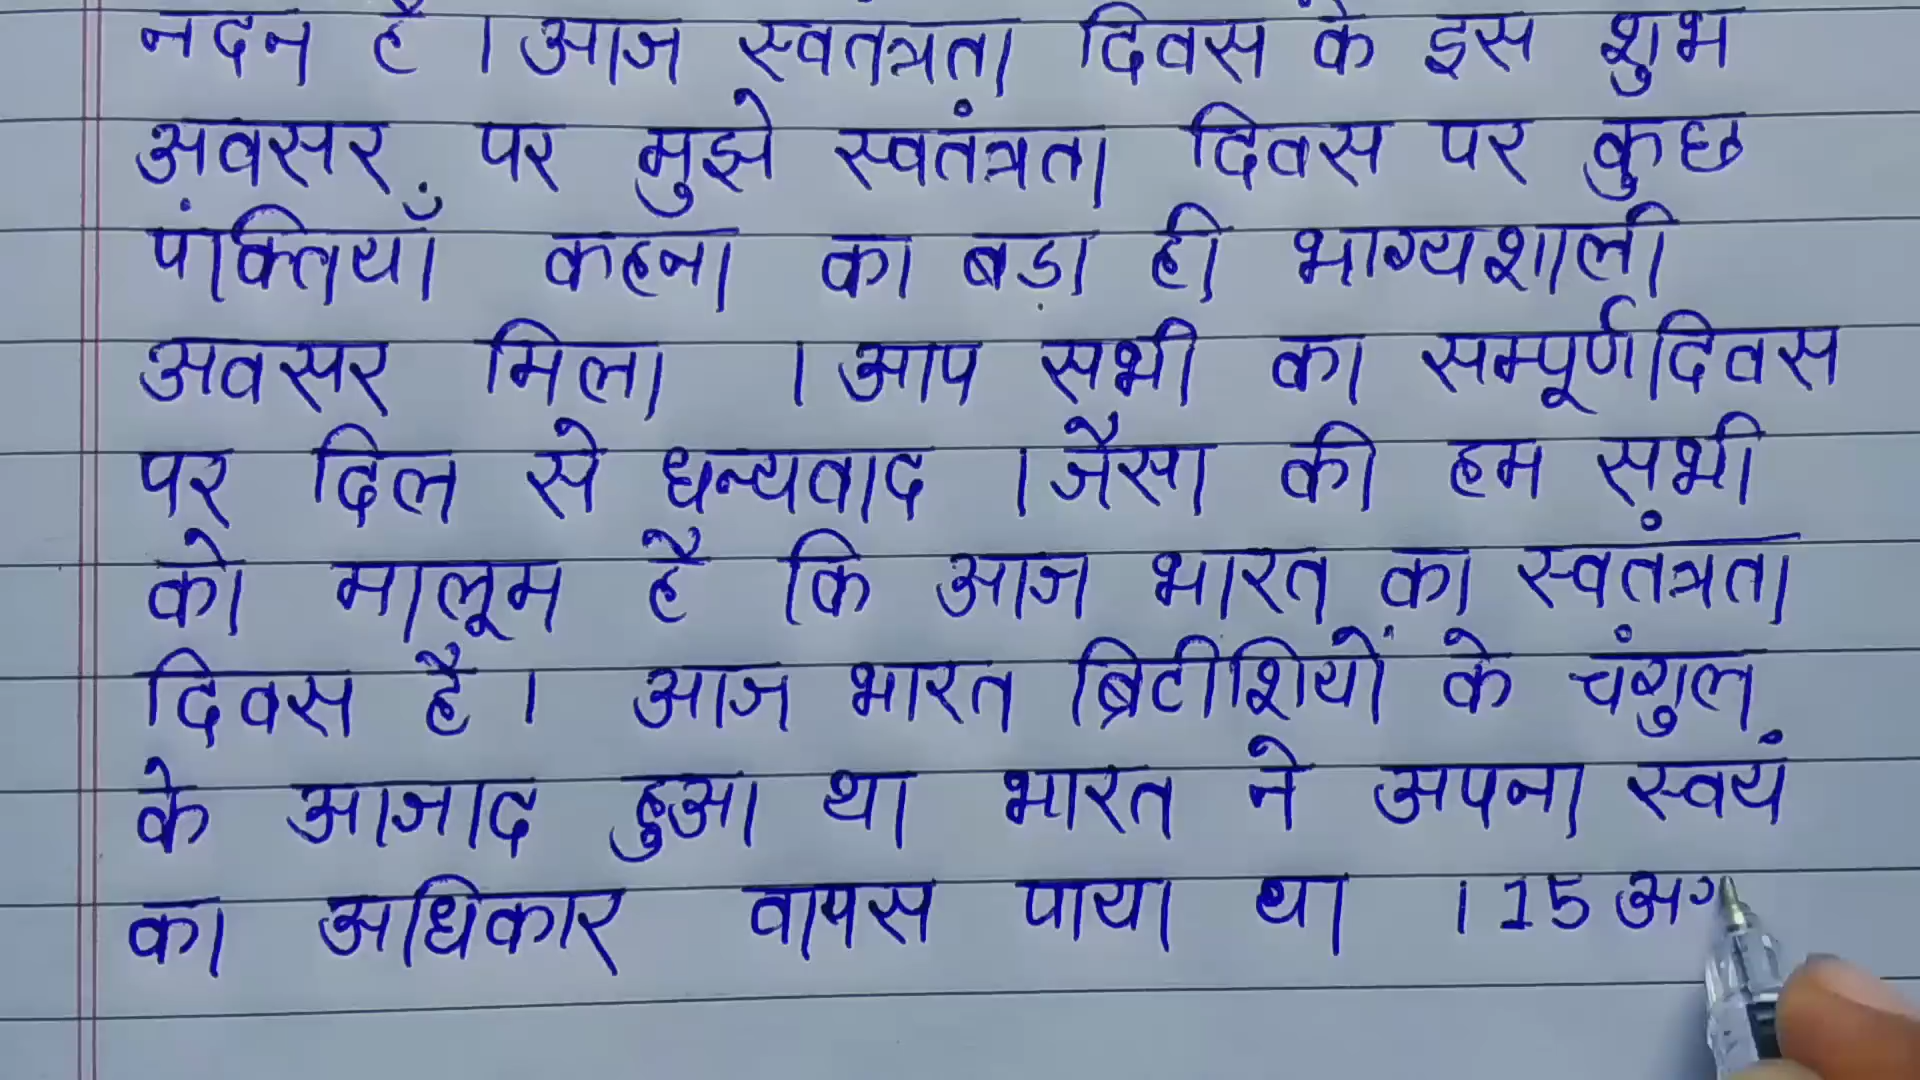 नदन है । आज स्वतंत्रता दिवस के इस शुभ
अवसर पर मुझे स्वतंत्रता दिवस पर कुछ
पंक्तियाँ कहना का बड़ा ही भाग्यशाली
अवसर मिला । आप सभी का सम्पूर्ण दिवस
पर दिल से धन्यवाद । जैसा की हम सभी
को मालूम है कि आज भारत का स्वतंत्रता
दिवस है । आज भारत ब्रिटीशियों के चंगुल
के आजाद हुआ था भारत ने अपना स्वयं
का अधिकार वापस पाया था । 15 अग